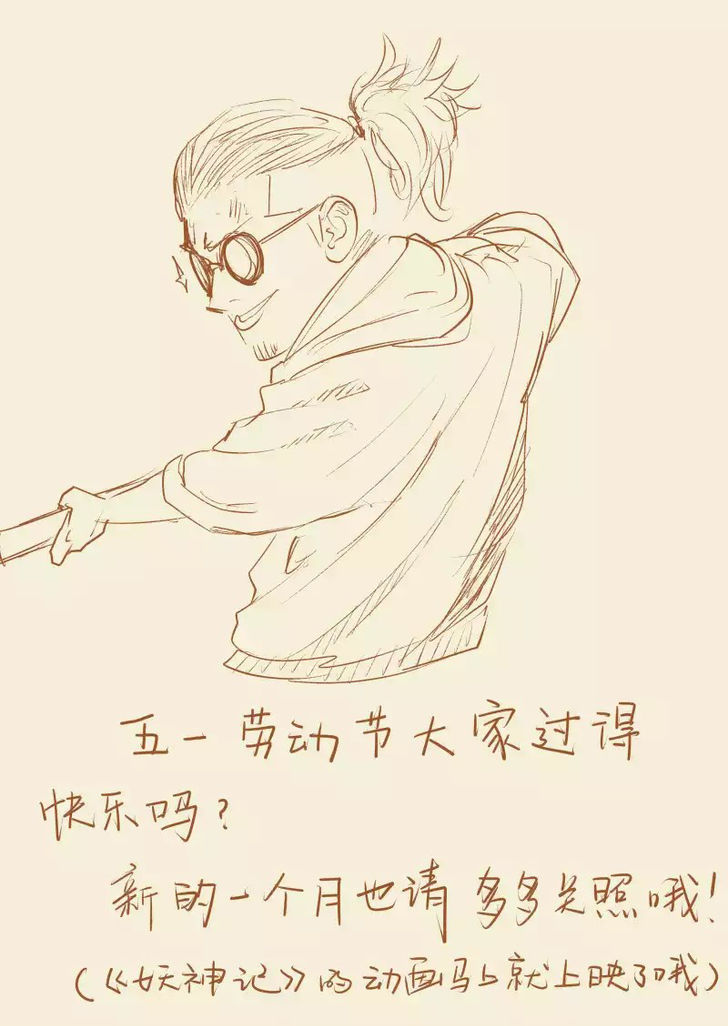 五一劳动节大家过得
快乐吗?
新的一个月也请多多关照哦!
(《妖神记》的动画马上就上映了哦)